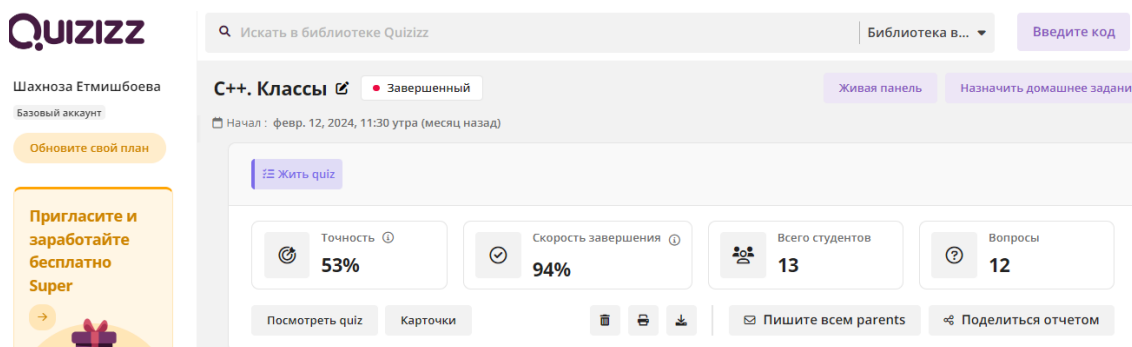 QUIZIZZ
Искать в библиотеке Quizizz
Библиотека в...
Введите код
Шахноза Етмишбоева
Базовый аккаунт
Обновите свой план
Пригласите и
заработайте
бесплатно
Super
C++. Классы
Завершенный
Живая панель
Назначить домашнее задани
Начал : февр. 12, 2024, 11:30 утра (месяц назад)
Жить quiz
Точность
53%
Скорость завершения
94%
Всего студентов
13
Вопросы
12
Посмотреть quiz
Карточки
Пишите всем parents
Поделиться отчетом